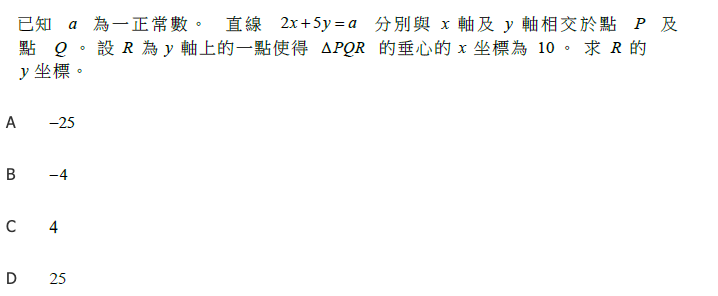 已知 a 為一正常數。 直線 2x+5y=a 分別與 x 軸及 y 軸相交於點 P 及
點 Q 。設 R 為 y 軸上的一點使得 ΔPQR 的垂心的 x 坐標為 10 。 求 R 的
y 坐標。
A −25
B −4
C 4
D 25